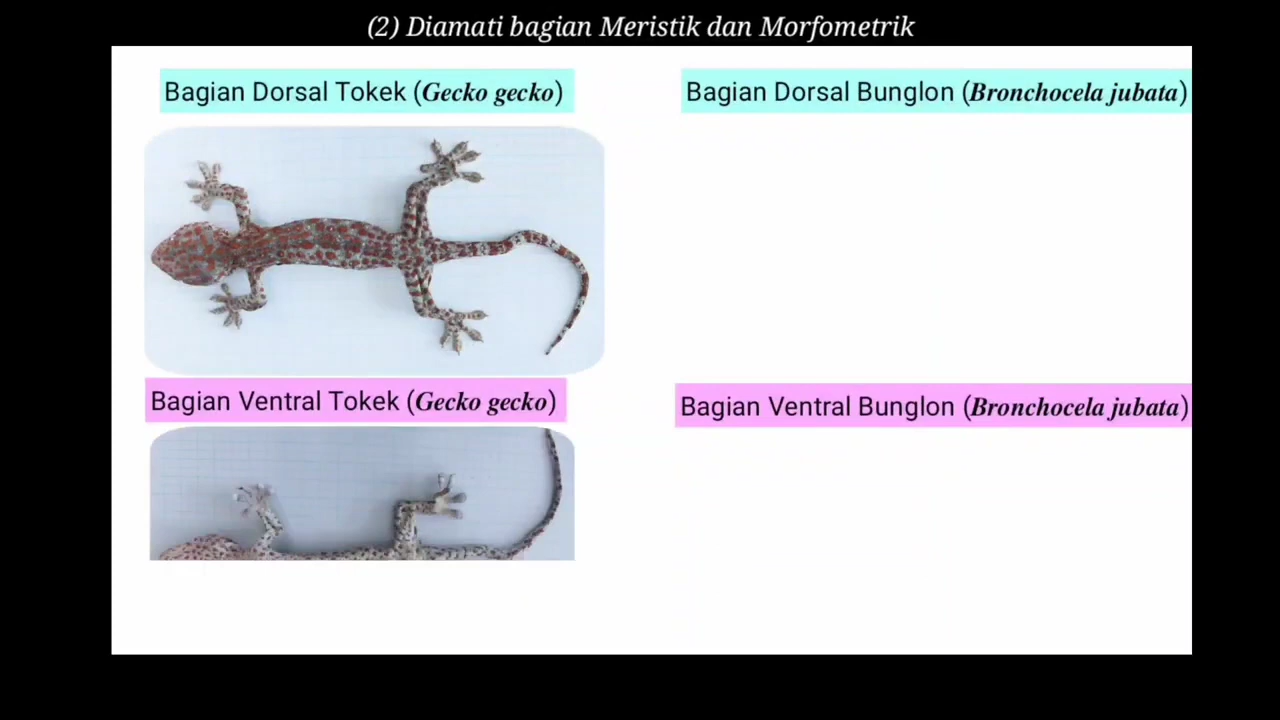 (2) Diamati bagian Meristik dan Morfometrik
Bagian Dorsal Tokek (Gecko gecko)
Bagian Dorsal Bunglon (Bronchocela jubata)
Bagian Ventral Tokek (Gecko gecko)
Bagian Ventral Bunglon (Bronchocela jubata)